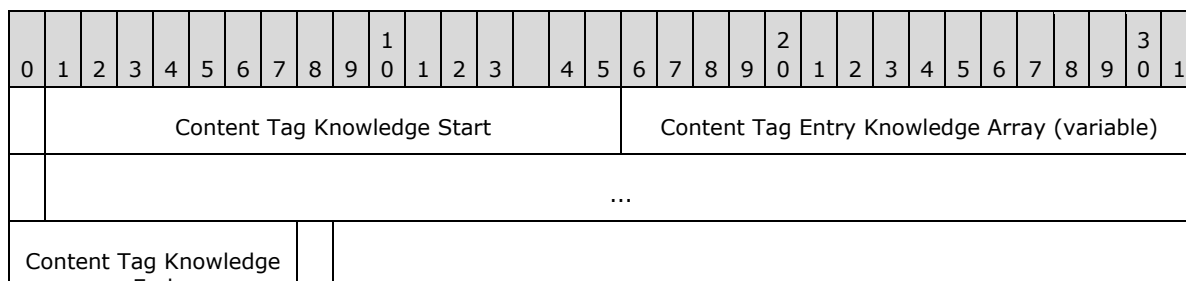 1 2 3
0 1 2 3 4 5 6 7 8 9 0 1 2 3 4 5 6 7 8 9 0 1 2 3 4 5 6 7 8 9 0 1
Content Tag Knowledge Start Content Tag Entry Knowledge Array (variable)
...
Content Tag Knowledge